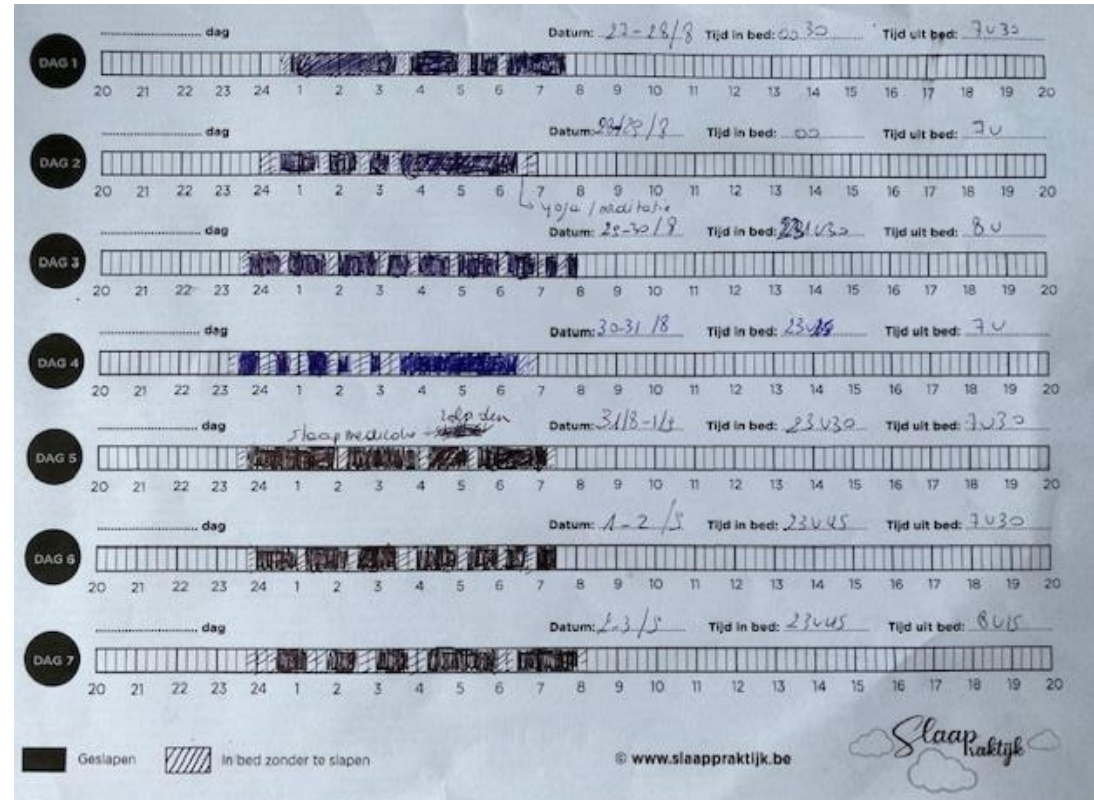 .......................... dag Datum: 27-28/8 Tijd in bed: 00 30 Tijd uit bed: 7u30
DAG 1
20 21 22 23 24 1 2 3 4 5 6 7 8 9 10 11 12 13 14 15 16 17 18 19 20
.......................... dag Datum: 28/29/8 Tijd in bed: 00 Tijd uit bed: 7u
DAG 2
20 21 22 23 24 1 2 3 4 5 6 7 8 9 10 11 12 13 14 15 16 17 18 19 20
yoga / meditatie
.......................... dag Datum: 29-30/8 Tijd in bed: 23u30 Tijd uit bed: 8u
DAG 3
20 21 22 23 24 1 2 3 4 5 6 7 8 9 10 11 12 13 14 15 16 17 18 19 20
.......................... dag Datum: 30-31/8 Tijd in bed: Tijd uit bed: 7u
DAG 4
20 21 22 23 24 1 2 3 4 5 6 7 8 9 10 11 12 13 14 15 16 17 18 19 20
zolpiden
.......................... dag slaapmedicatie Datum: 31/8-1/9 Tijd in bed: 23u30 Tijd uit bed: 7u30
DAG 5
20 21 22 23 24 1 2 3 4 5 6 7 8 9 10 11 12 13 14 15 16 17 18 19 20
.......................... dag Datum: 1-2/9 Tijd in bed: 23u45 Tijd uit bed: 7u30
DAG 6
20 21 22 23 24 1 2 3 4 5 6 7 8 9 10 11 12 13 14 15 16 17 18 19 20
.......................... dag Datum: 2-3/9 Tijd in bed: 23u45 Tijd uit bed: 8u15
DAG 7
20 21 22 23 24 1 2 3 4 5 6 7 8 9 10 11 12 13 14 15 16 17 18 19 20
Geslapen In bed zonder te slapen © www.slaappraktijk.be Slaappraktijk